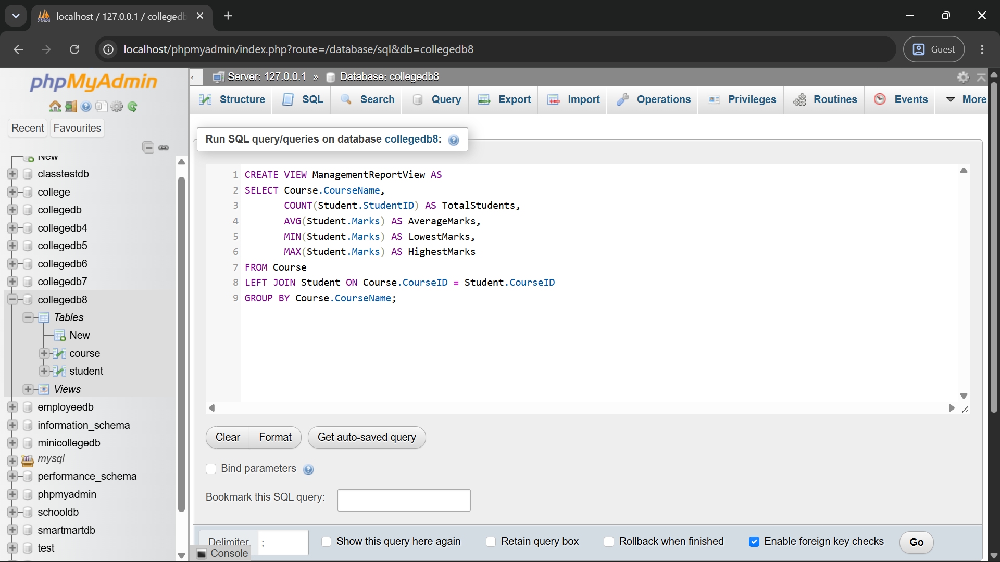 localhost / 127.0.0.1 / collegedb
localhost/phpmyadmin/index.php?route=/database/sql&db=collegedb8
Guest
phpMyAdmin
Recent
Favourites
New
classtestdb
college
collegedb
collegedb4
collegedb5
collegedb6
collegedb7
collegedb8
Tables
New
course
student
Views
employeedb
information_schema
minicollegedb
mysql
performance_schema
phpmyadmin
schooldb
smartmartdb
test
Server: 127.0.0.1 » Database: collegedb8
Structure
SQL
Search
Query
Export
Import
Operations
Privileges
Routines
Events
More
Run SQL query/queries on database collegedb8:
1 CREATE VIEW ManagementReportView AS
2 SELECT Course.CourseName,
3 COUNT(Student.StudentID) AS TotalStudents,
4 AVG(Student.Marks) AS AverageMarks,
5 MIN(Student.Marks) AS LowestMarks,
6 MAX(Student.Marks) AS HighestMarks
7 FROM Course
8 LEFT JOIN Student ON Course.CourseID = Student.CourseID
9 GROUP BY Course.CourseName;
Clear
Format
Get auto-saved query
Bind parameters
Bookmark this SQL query:
Delimiter ;
Show this query here again
Retain query box
Rollback when finished
Enable foreign key checks
Go
Console